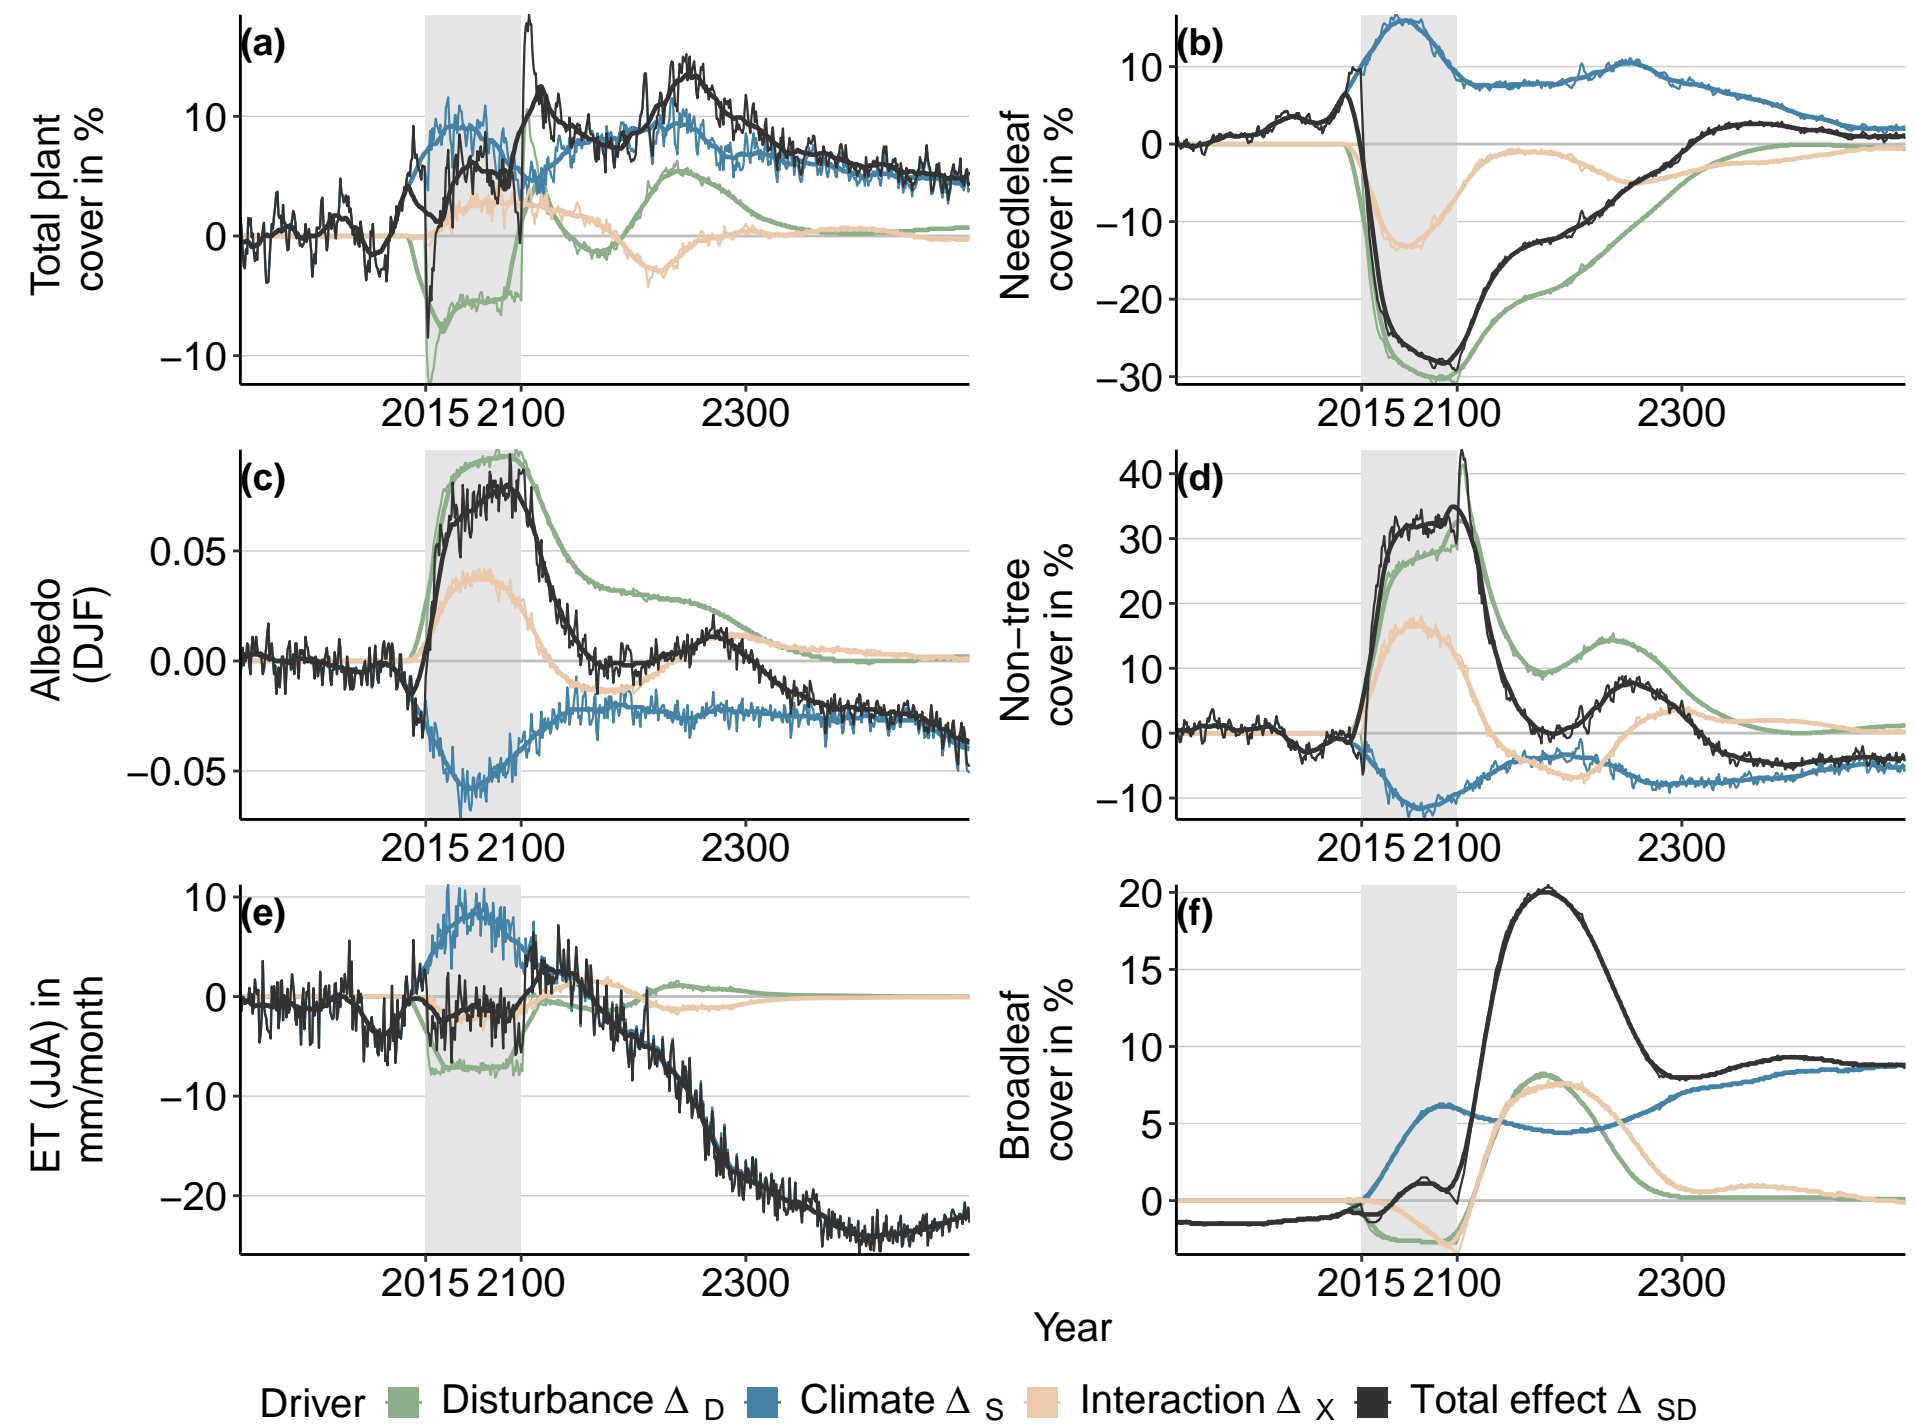 (a)
Total plant
cover in %
10
0
−10
2015 2100 2300
(b)
Needleleaf
cover in %
10
0
−10
−20
−30
2015 2100 2300
(c)
Albedo
(DJF)
0.05
0.00
−0.05
2015 2100 2300
(d)
Non−tree
cover in %
40
30
20
10
0
−10
2015 2100 2300
(e)
ET (JJA) in
mm/month
10
0
−10
−20
2015 2100 2300
(f)
Broadleaf
cover in %
20
15
10
5
0
2015 2100 2300
Year
Driver Disturbance Δ D Climate Δ S Interaction Δ X Total effect Δ SD